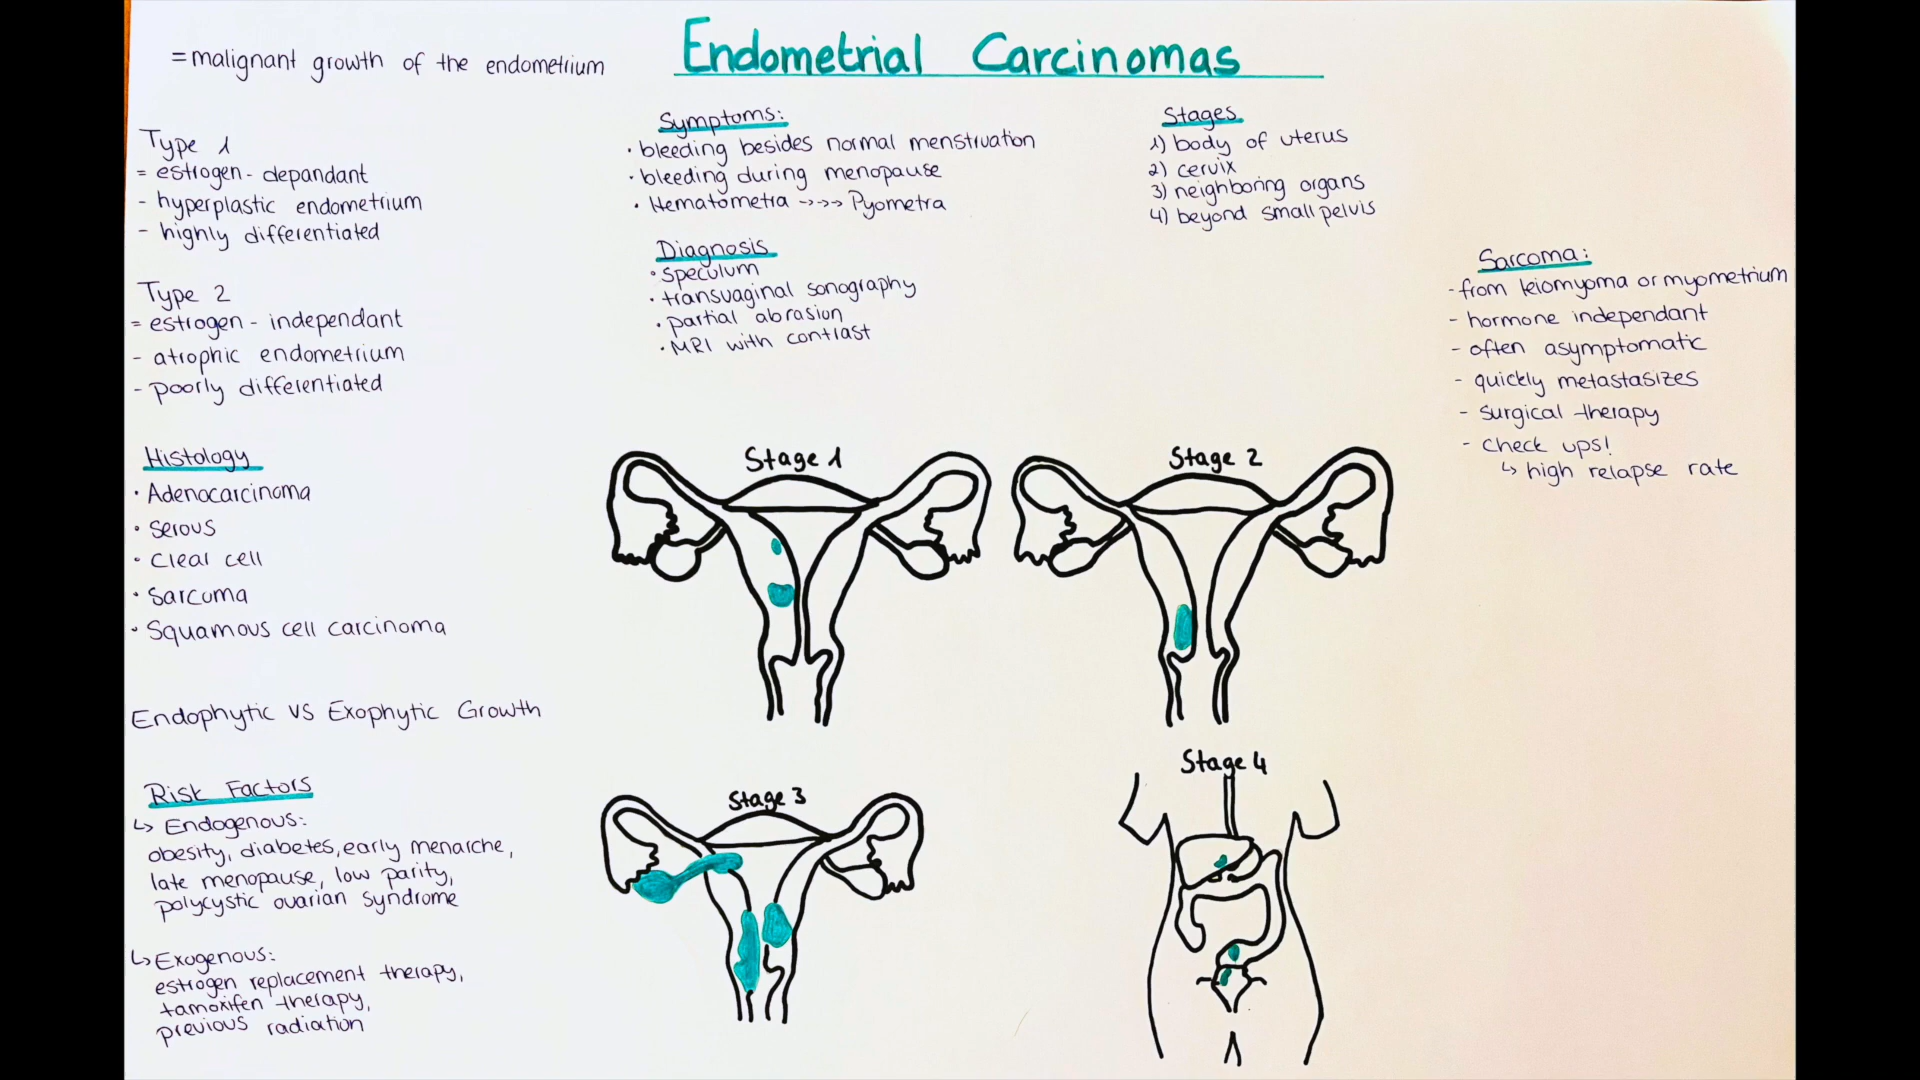 = malignant growth of the endometrium
Endometrial Carcinomas
Type 1
= estrogen - depandant
- hyperplastic endometrium
- highly differentiated
Type 2
= estrogen - independant
- atrophic endometrium
- poorly differentiated
Histology
· Adenocarcinoma
· Serous
· Clear cell
· Sarcoma
· Squamous cell carcinoma
Endophytic VS Exophytic Growth
Risk Factors
↳ Endogenous:
obesity, diabetes, early menarche,
late menopause, low parity,
polycystic ovarian syndrome
↳ Exogenous:
estrogen replacement therapy,
tamoxifen therapy,
previous radiation
Symptoms:
· bleeding besides normal menstruation
· bleeding during menopause
· Hematometra →→→ Pyometra
Diagnosis
· Speculum
· transvaginal sonography
· partial abrasion
· MRI with contrast
Stages
1) body of uterus
2) cervix
3) neighboring organs
4) beyond small pelvis
Sarcoma:
- from leiomyoma or myometrium
- hormone independant
- often asymptomatic
- quickly metastasizes
- surgical therapy
- check ups!
↳ high relapse rate
Stage 1
Stage 2
Stage 3
Stage 4